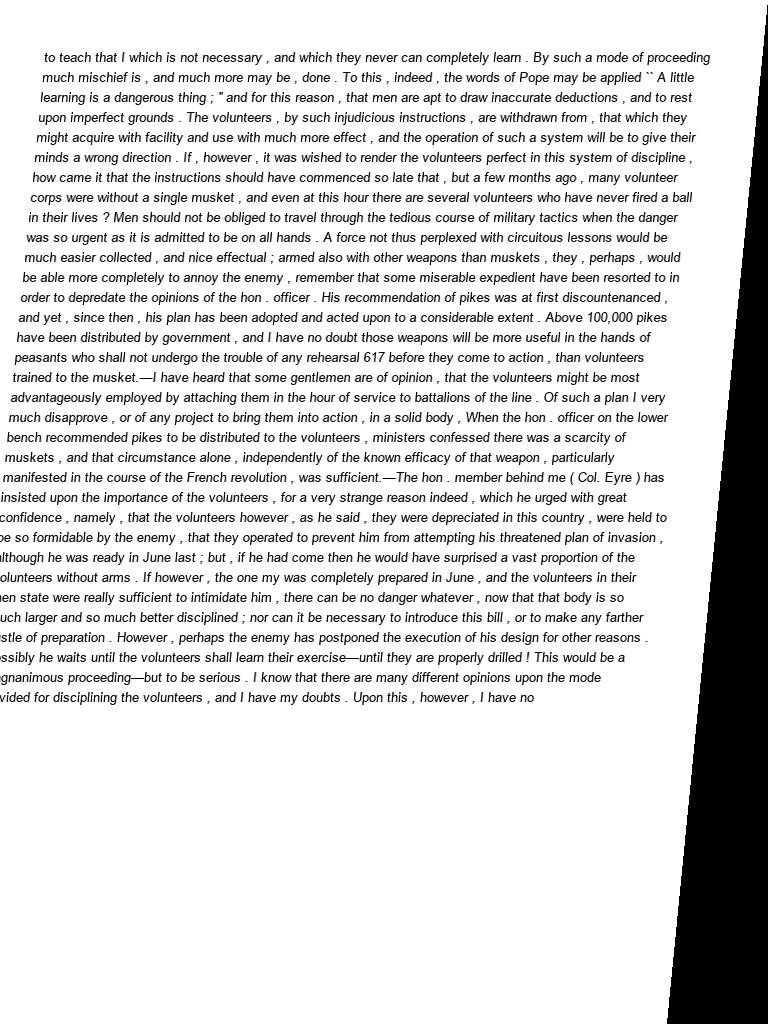 to teach that I which is not necessary , and which they never can completely learn . By such a mode of proceeding
much mischief is , and much more may be , done . To this , indeed , the words of Pope may be applied `` A little
learning is a dangerous thing ; " and for this reason , that men are apt to draw inaccurate deductions , and to rest
upon imperfect grounds . The volunteers , by such injudicious instructions , are withdrawn from , that which they
might acquire with facility and use with much more effect , and the operation of such a system will be to give their
minds a wrong direction . If , however , it was wished to render the volunteers perfect in this system of discipline ,
how came it that the instructions should have commenced so late that , but a few months ago , many volunteer
corps were without a single musket , and even at this hour there are several volunteers who have never fired a ball
in their lives ? Men should not be obliged to travel through the tedious course of military tactics when the danger
was so urgent as it is admitted to be on all hands . A force not thus perplexed with circuitous lessons would be
much easier collected , and nice effectual ; armed also with other weapons than muskets , they , perhaps , would
be able more completely to annoy the enemy , remember that some miserable expedient have been resorted to in
order to depredate the opinions of the hon . officer . His recommendation of pikes was at first discountenanced ,
and yet , since then , his plan has been adopted and acted upon to a considerable extent . Above 100,000 pikes
have been distributed by government , and I have no doubt those weapons will be more useful in the hands of
peasants who shall not undergo the trouble of any rehearsal 617 before they come to action , than volunteers
trained to the musket.—I have heard that some gentlemen are of opinion , that the volunteers might be most
advantageously employed by attaching them in the hour of service to battalions of the line . Of such a plan I very
much disapprove , or of any project to bring them into action , in a solid body , When the hon . officer on the lower
bench recommended pikes to be distributed to the volunteers , ministers confessed there was a scarcity of
muskets , and that circumstance alone , independently of the known efficacy of that weapon , particularly
manifested in the course of the French revolution , was sufficient.—The hon . member behind me ( Col. Eyre ) has
insisted upon the importance of the volunteers , for a very strange reason indeed , which he urged with great
confidence , namely , that the volunteers however , as he said , they were depreciated in this country , were held to
be so formidable by the enemy , that they operated to prevent him from attempting his threatened plan of invasion ,
although he was ready in June last ; but , if he had come then he would have surprised a vast proportion of the
volunteers without arms . If however , the one my was completely prepared in June , and the volunteers in their
state were really sufficient to intimidate him , there can be no danger whatever , now that that body is so
larger and so much better disciplined ; nor can it be necessary to introduce this bill , or to make any farther
of preparation . However , perhaps the enemy has postponed the execution of his design for other reasons .
he waits until the volunteers shall learn their exercise—until they are properly drilled ! This would be a
proceeding—but to be serious . I know that there are many different opinions upon the mode
for disciplining the volunteers , and I have my doubts . Upon this , however , I have no